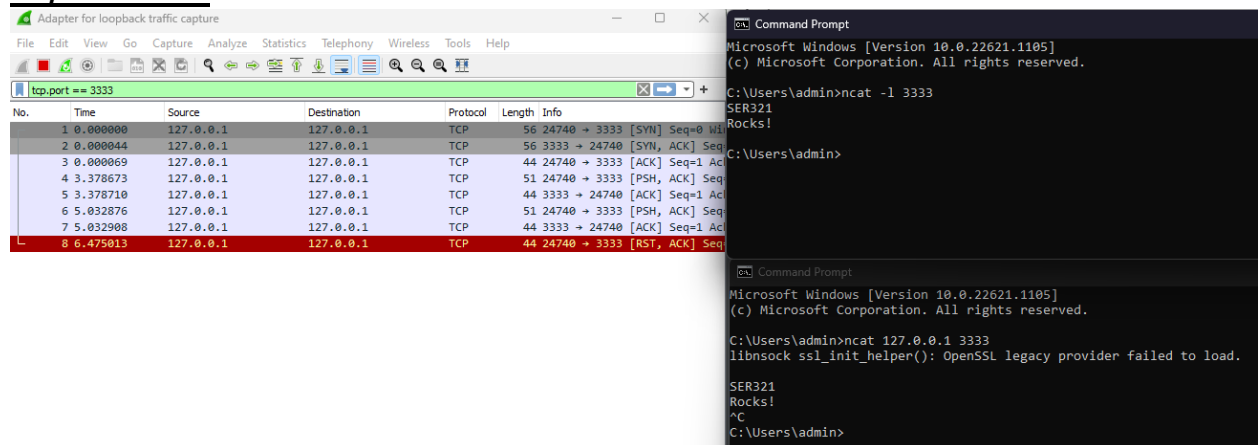 Adapter for loopback traffic capture
File Edit View Go Capture Analyze Statistics Telephony Wireless Tools Help
tcp.port == 3333
No. Time Source Destination Protocol Length Info
1 0.000000 127.0.0.1 127.0.0.1 TCP 56 24740 → 3333 [SYN] Seq=0
2 0.000044 127.0.0.1 127.0.0.1 TCP 56 3333 → 24740 [SYN, ACK]
3 0.000069 127.0.0.1 127.0.0.1 TCP 44 24740 → 3333 [ACK] Seq=1
4 3.378673 127.0.0.1 127.0.0.1 TCP 51 24740 → 3333 [PSH, ACK]
5 3.378710 127.0.0.1 127.0.0.1 TCP 44 3333 → 24740 [ACK] Seq=1
6 5.032876 127.0.0.1 127.0.0.1 TCP 51 24740 → 3333 [PSH, ACK]
7 5.032908 127.0.0.1 127.0.0.1 TCP 44 3333 → 24740 [ACK] Seq=1
8 6.475013 127.0.0.1 127.0.0.1 TCP 44 24740 → 3333 [RST, ACK]
Command Prompt
Microsoft Windows [Version 10.0.22621.1105]
(c) Microsoft Corporation. All rights reserved.
C:\Users\admin>ncat -l 3333
SER321
Rocks!
C:\Users\admin>
Command Prompt
Microsoft Windows [Version 10.0.22621.1105]
(c) Microsoft Corporation. All rights reserved.
C:\Users\admin>ncat 127.0.0.1 3333
libnsock ssl_init_helper(): OpenSSL legacy provider failed to load.
SER321
Rocks!
^C
C:\Users\admin>